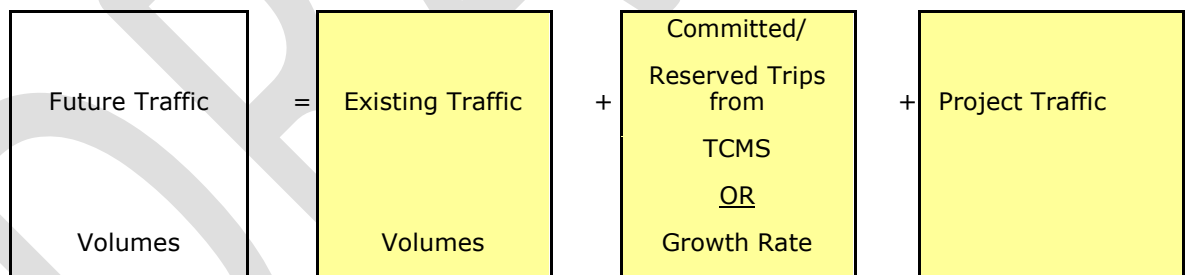 Committed/
Reserved Trips
Future Traffic = Existing Traffic + from + Project Traffic
TCMS
OR
Volumes Volumes Growth Rate